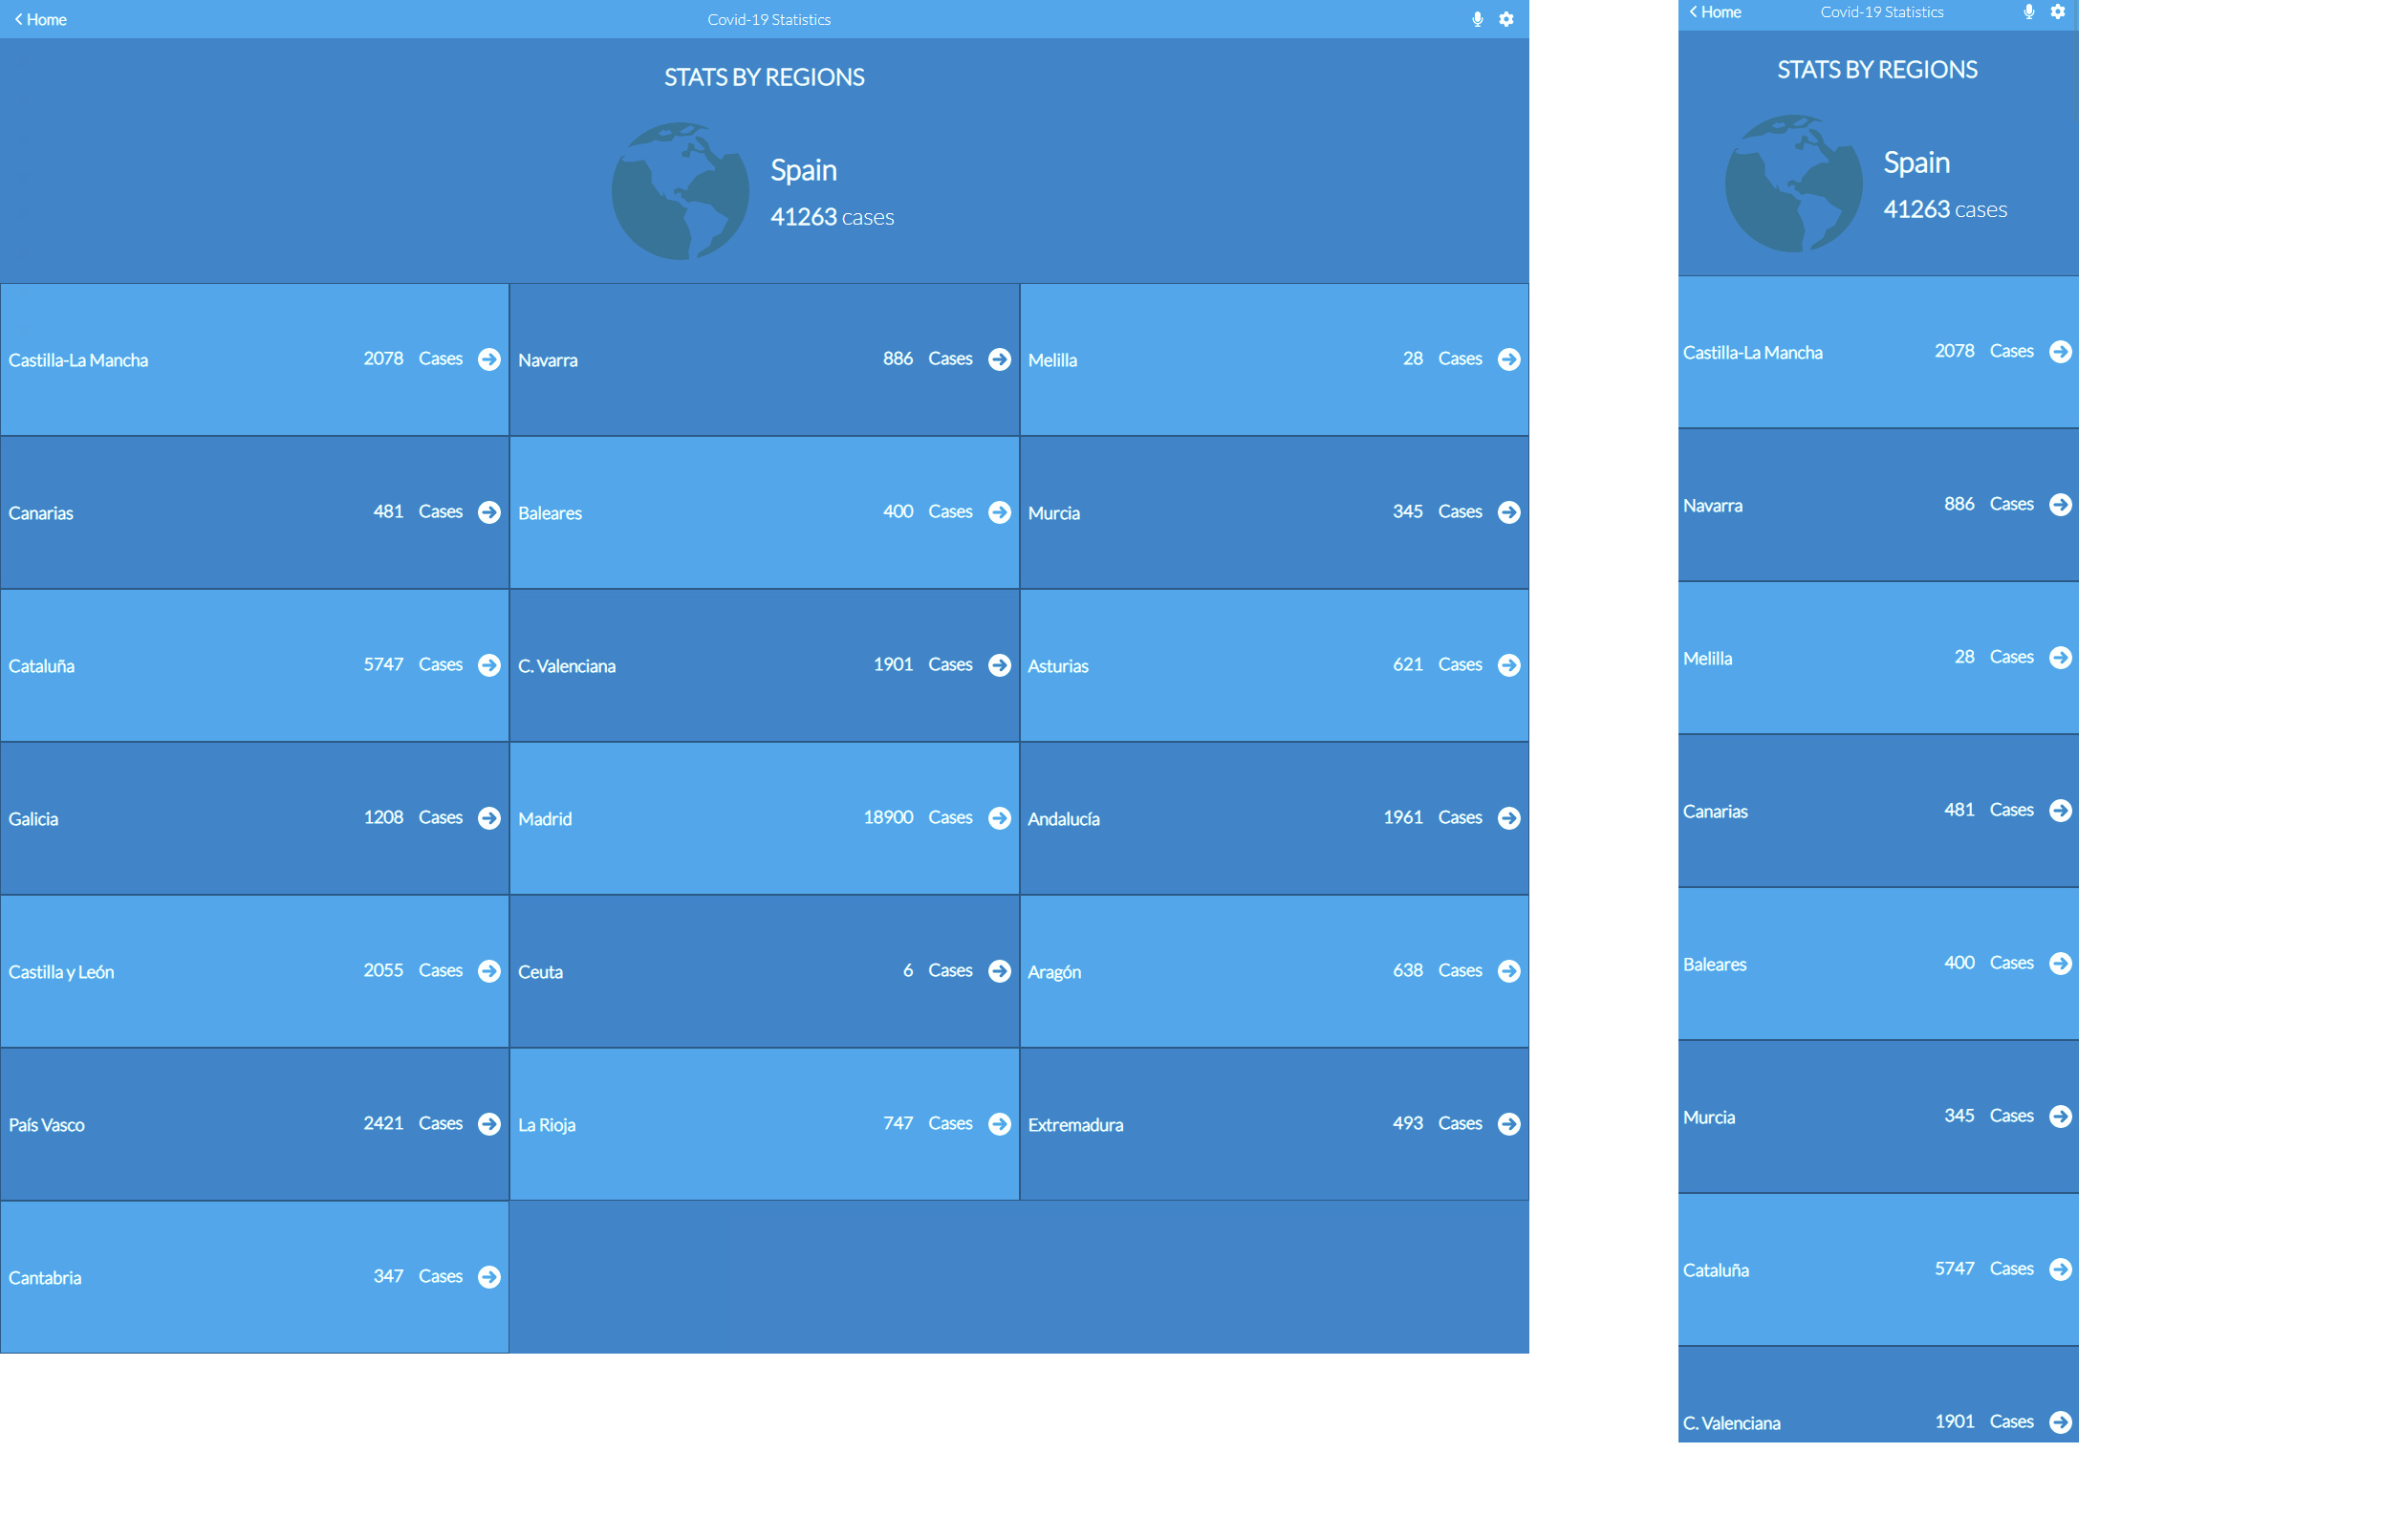 Home Covid-19 Statistics
STATS BY REGIONS
Spain
41263 cases
Castilla-La Mancha 2078 Cases
Navarra 886 Cases
Melilla 28 Cases
Canarias 481 Cases
Baleares 400 Cases
Murcia 345 Cases
Cataluña 5747 Cases
C. Valenciana 1901 Cases
Asturias 621 Cases
Galicia 1208 Cases
Madrid 18900 Cases
Andalucía 1961 Cases
Castilla y León 2055 Cases
Ceuta 6 Cases
Aragón 638 Cases
País Vasco 2421 Cases
La Rioja 747 Cases
Extremadura 493 Cases
Cantabria 347 Cases
Home Covid-19 Statistics
STATS BY REGIONS
Spain
41263 cases
Castilla-La Mancha 2078 Cases
Navarra 886 Cases
Melilla 28 Cases
Canarias 481 Cases
Baleares 400 Cases
Murcia 345 Cases
Cataluña 5747 Cases
C. Valenciana 1901 Cases